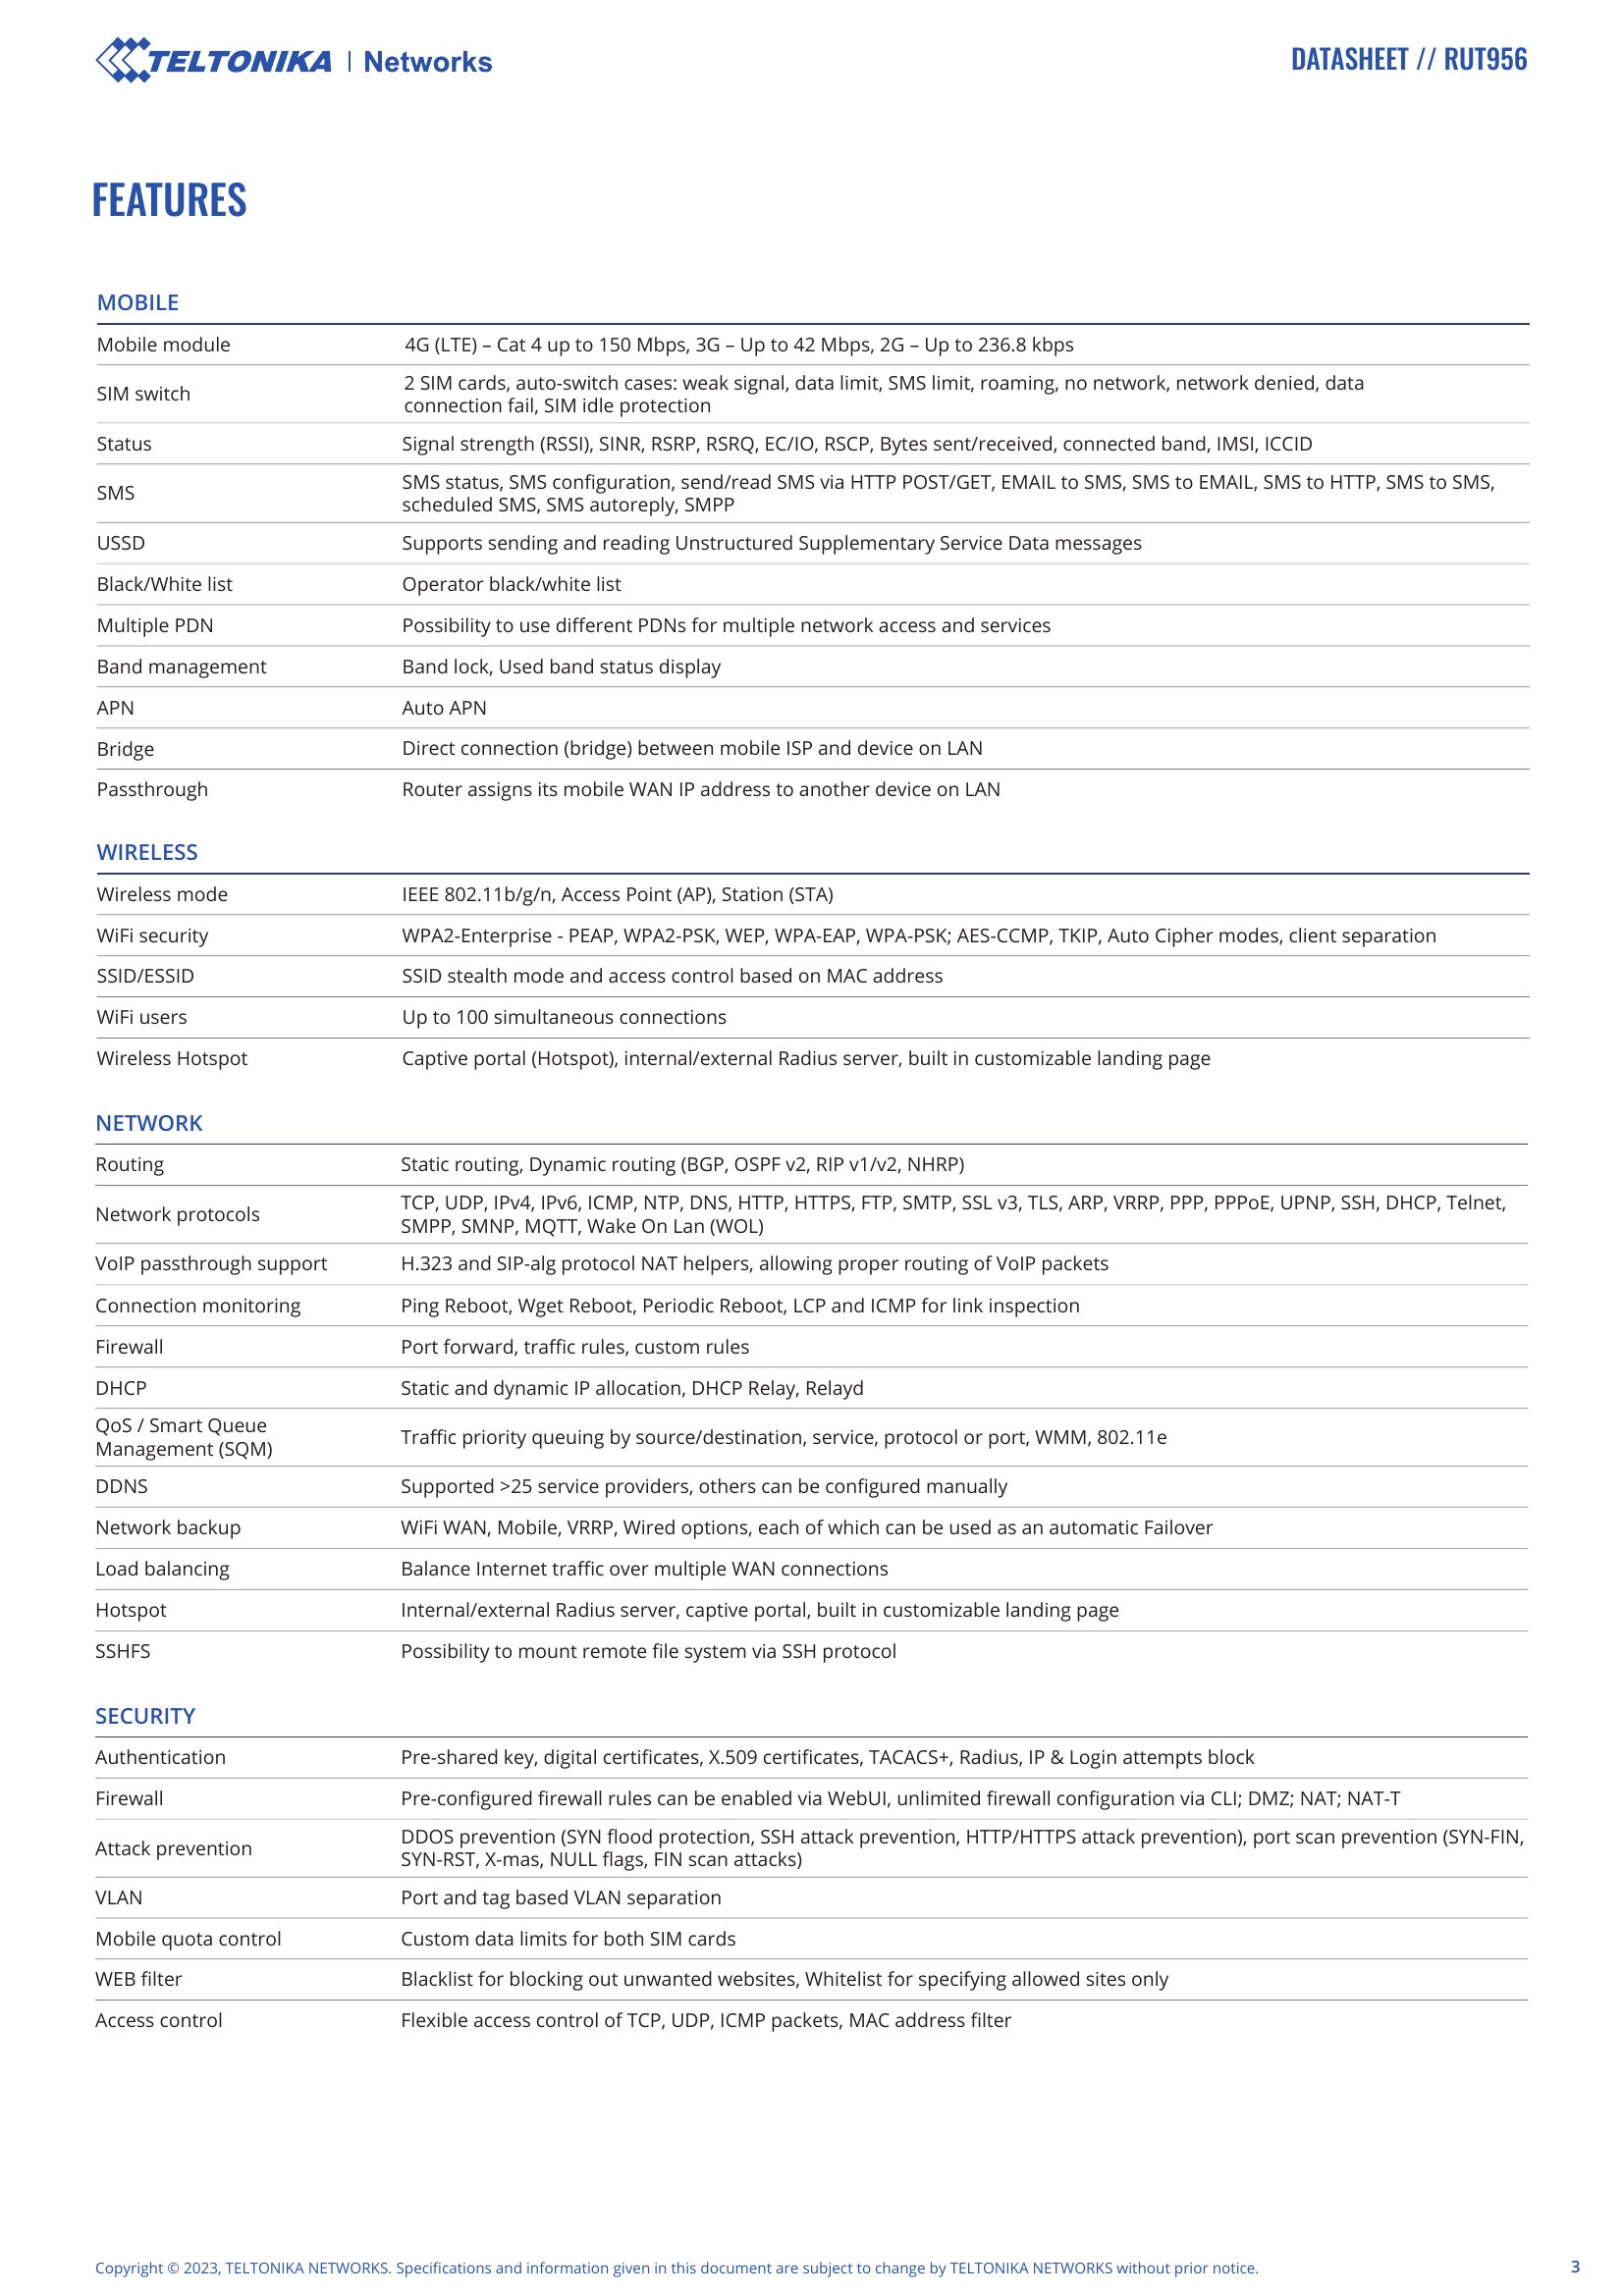 TELTONIKA | Networks
DATASHEET // RUT956
FEATURES
MOBILE
Mobile module 4G (LTE) – Cat 4 up to 150 Mbps, 3G – Up to 42 Mbps, 2G – Up to 236.8 kbps
SIM switch 2 SIM cards, auto-switch cases: weak signal, data limit, SMS limit, roaming, no network, network denied, data
connection fail, SIM idle protection
Status Signal strength (RSSI), SINR, RSRP, RSRQ, EC/IO, RSCP, Bytes sent/received, connected band, IMSI, ICCID
SMS SMS status, SMS configuration, send/read SMS via HTTP POST/GET, EMAIL to SMS, SMS to EMAIL, SMS to HTTP, SMS to SMS,
scheduled SMS, SMS autoreply, SMPP
USSD Supports sending and reading Unstructured Supplementary Service Data messages
Black/White list Operator black/white list
Multiple PDN Possibility to use different PDNs for multiple network access and services
Band management Band lock, Used band status display
APN Auto APN
Bridge Direct connection (bridge) between mobile ISP and device on LAN
Passthrough Router assigns its mobile WAN IP address to another device on LAN
WIRELESS
Wireless mode IEEE 802.11b/g/n, Access Point (AP), Station (STA)
WiFi security WPA2-Enterprise - PEAP, WPA2-PSK, WEP, WPA-EAP, WPA-PSK; AES-CCMP, TKIP, Auto Cipher modes, client separation
SSID/ESSID SSID stealth mode and access control based on MAC address
WiFi users Up to 100 simultaneous connections
Wireless Hotspot Captive portal (Hotspot), internal/external Radius server, built in customizable landing page
NETWORK
Routing Static routing, Dynamic routing (BGP, OSPF v2, RIP v1/v2, NHRP)
Network protocols TCP, UDP, IPv4, IPv6, ICMP, NTP, DNS, HTTP, HTTPS, FTP, SMTP, SSL v3, TLS, ARP, VRRP, PPP, PPPoE, UPNP, SSH, DHCP, Telnet,
SMPP, SMNP, MQTT, Wake On Lan (WOL)
VoIP passthrough support H.323 and SIP-alg protocol NAT helpers, allowing proper routing of VoIP packets
Connection monitoring Ping Reboot, Wget Reboot, Periodic Reboot, LCP and ICMP for link inspection
Firewall Port forward, traffic rules, custom rules
DHCP Static and dynamic IP allocation, DHCP Relay, Relayd
QoS / Smart Queue
Management (SQM) Traffic priority queuing by source/destination, service, protocol or port, WMM, 802.11e
DDNS Supported >25 service providers, others can be configured manually
Network backup WiFi WAN, Mobile, VRRP, Wired options, each of which can be used as an automatic Failover
Load balancing Balance Internet traffic over multiple WAN connections
Hotspot Internal/external Radius server, captive portal, built in customizable landing page
SSHFS Possibility to mount remote file system via SSH protocol
SECURITY
Authentication Pre-shared key, digital certificates, X.509 certificates, TACACS+, Radius, IP & Login attempts block
Firewall Pre-configured firewall rules can be enabled via WebUI, unlimited firewall configuration via CLI; DMZ; NAT; NAT-T
Attack prevention DDOS prevention (SYN flood protection, SSH attack prevention, HTTP/HTTPS attack prevention), port scan prevention (SYN-FIN,
SYN-RST, X-mas, NULL flags, FIN scan attacks)
VLAN Port and tag based VLAN separation
Mobile quota control Custom data limits for both SIM cards
WEB filter Blacklist for blocking out unwanted websites, Whitelist for specifying allowed sites only
Access control Flexible access control of TCP, UDP, ICMP packets, MAC address filter
Copyright © 2023, TELTONIKA NETWORKS. Specifications and information given in this document are subject to change by TELTONIKA NETWORKS without prior notice.
3